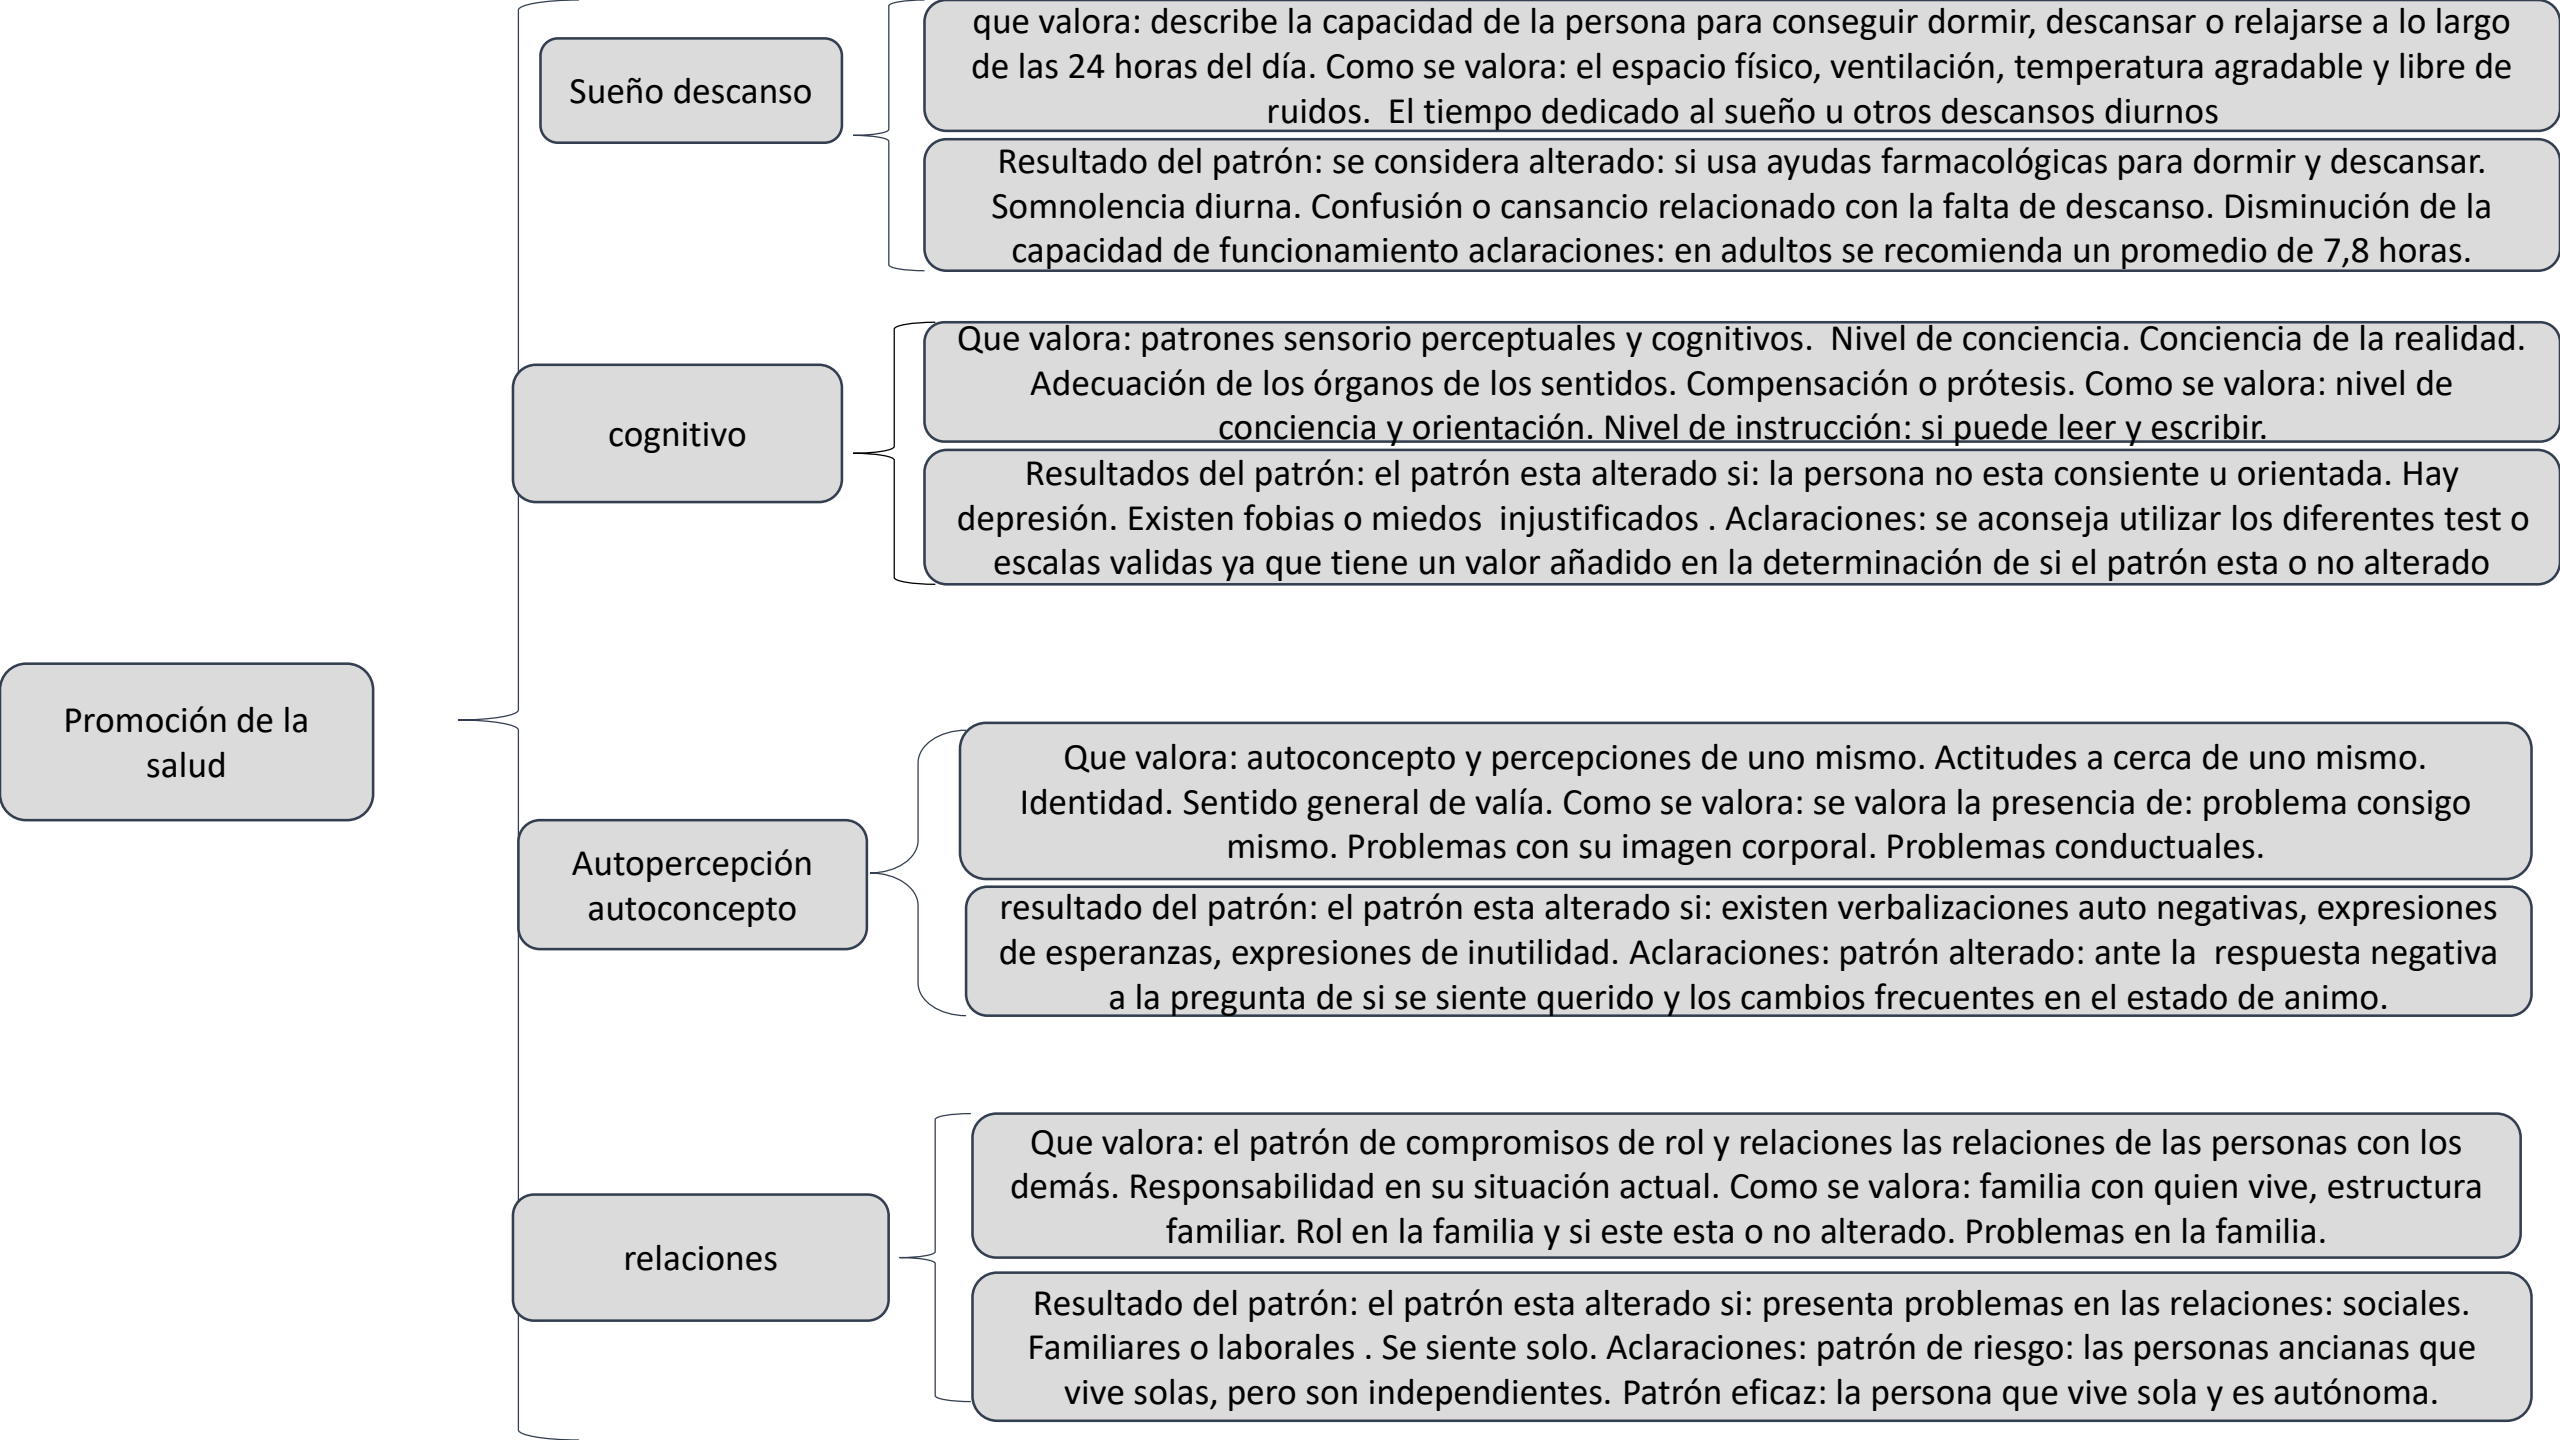 Promoción de la
salud
Sueño descanso
que valora: describe la capacidad de la persona para conseguir dormir, descansar o relajarse a lo largo
de las 24 horas del día. Como se valora: el espacio físico, ventilación, temperatura agradable y libre de
ruidos.  El tiempo dedicado al sueño u otros descansos diurnos
Resultado del patrón: se considera alterado: si usa ayudas farmacológicas para dormir y descansar.
Somnolencia diurna. Confusión o cansancio relacionado con la falta de descanso. Disminución de la
capacidad de funcionamiento aclaraciones: en adultos se recomienda un promedio de 7,8 horas.
cognitivo
Que valora: patrones sensorio perceptuales y cognitivos.  Nivel de conciencia. Conciencia de la realidad.
Adecuación de los órganos de los sentidos. Compensación o prótesis. Como se valora: nivel de
conciencia y orientación. Nivel de instrucción: si puede leer y escribir.
Resultados del patrón: el patrón esta alterado si: la persona no esta consiente u orientada. Hay
depresión. Existen fobias o miedos  injustificados . Aclaraciones: se aconseja utilizar los diferentes test o
escalas validas ya que tiene un valor añadido en la determinación de si el patrón esta o no alterado
Autopercepción
autoconcepto
Que valora: autoconcepto y percepciones de uno mismo. Actitudes a cerca de uno mismo.
Identidad. Sentido general de valía. Como se valora: se valora la presencia de: problema consigo
mismo. Problemas con su imagen corporal. Problemas conductuales.
resultado del patrón: el patrón esta alterado si: existen verbalizaciones auto negativas, expresiones
de esperanzas, expresiones de inutilidad. Aclaraciones: patrón alterado: ante la  respuesta negativa
a la pregunta de si se siente querido y los cambios frecuentes en el estado de animo.
relaciones
Que valora: el patrón de compromisos de rol y relaciones las relaciones de las personas con los
demás. Responsabilidad en su situación actual. Como se valora: familia con quien vive, estructura
familiar. Rol en la familia y si este esta o no alterado. Problemas en la familia.
Resultado del patrón: el patrón esta alterado si: presenta problemas en las relaciones: sociales.
Familiares o laborales . Se siente solo. Aclaraciones: patrón de riesgo: las personas ancianas que
vive solas, pero son independientes. Patrón eficaz: la persona que vive sola y es autónoma.